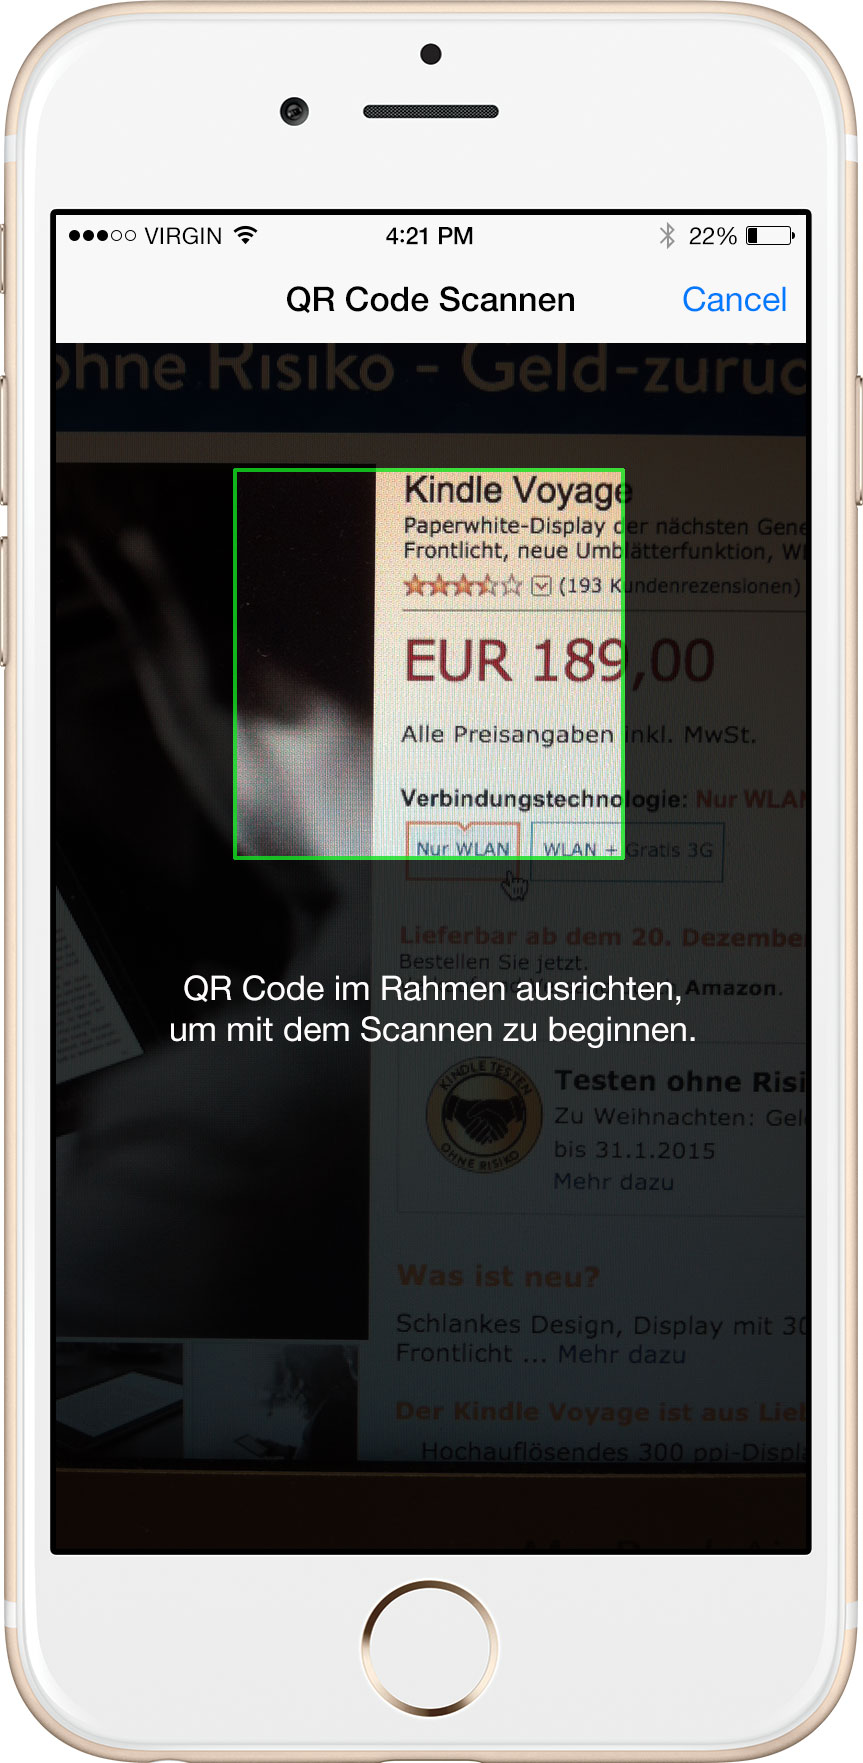 VIRGIN
4:21 PM
22%
QR Code Scannen
Cancel
ohne Risiko - Geld-zurüc
Kindle Voyage
Paperwhite-Display der nächsten Gene
Frontlicht, neue Umblätterfunktion, WL
(193 Kundenrezensionen)
EUR 189,00
Alle Preisangaben inkl. MwSt.
Verbindungstechnologie: Nur WLAN
Nur WLAN
WLAN + Gratis 3G
Lieferbar ab dem 20. Dezembe
Bestellen Sie jetzt.
Amazon.
QR Code im Rahmen ausrichten,
um mit dem Scannen zu beginnen.
KINDLE TESTEN
OHNE RISIKO
Testen ohne Risi
Zu Weihnachten: Gel
bis 31.1.2015
Mehr dazu
Was ist neu?
Schlankes Design, Display mit 30
Frontlicht ... Mehr dazu
Der Kindle Voyage ist aus Lieb
Hochauflösendes 300 ppi-Displa